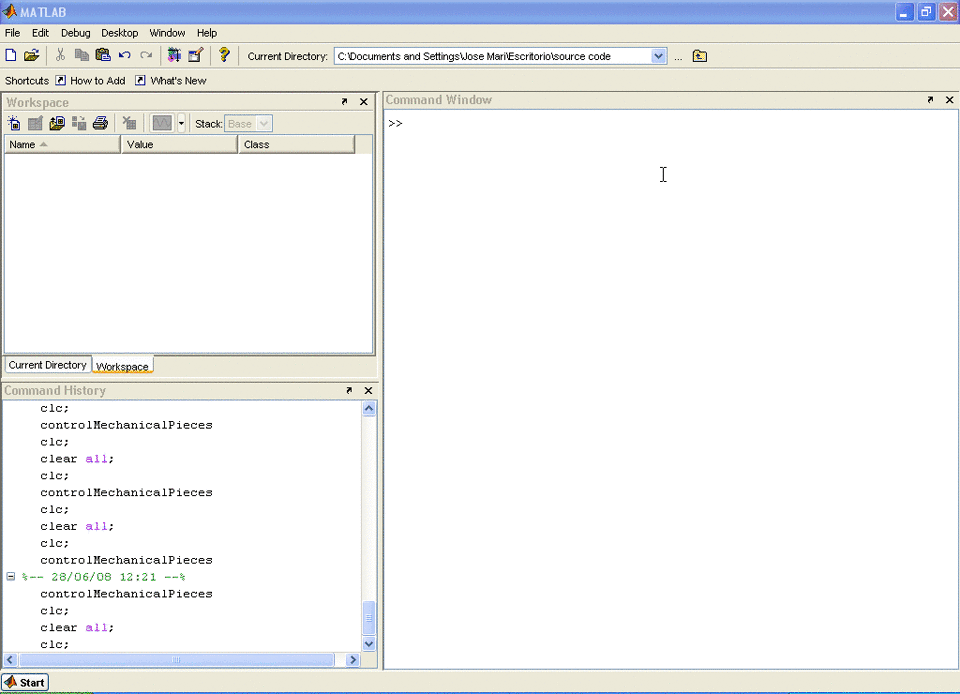 MATLAB
File Edit Debug Desktop Window Help
Current Directory: C:\Documents and Settings\Jose Mari\Escritorio\source code ...
Shortcuts How to Add What's New
Workspace
Stack: Base
Name Value Class
Current Directory Workspace
Command History
clc;
controlMechanicalPieces
clc;
clear all;
clc;
controlMechanicalPieces
clc;
clear all;
clc;
controlMechanicalPieces
%-- 28/06/08 12:21 --%
controlMechanicalPieces
clc;
clear all;
clc;
Command Window
>>
Start